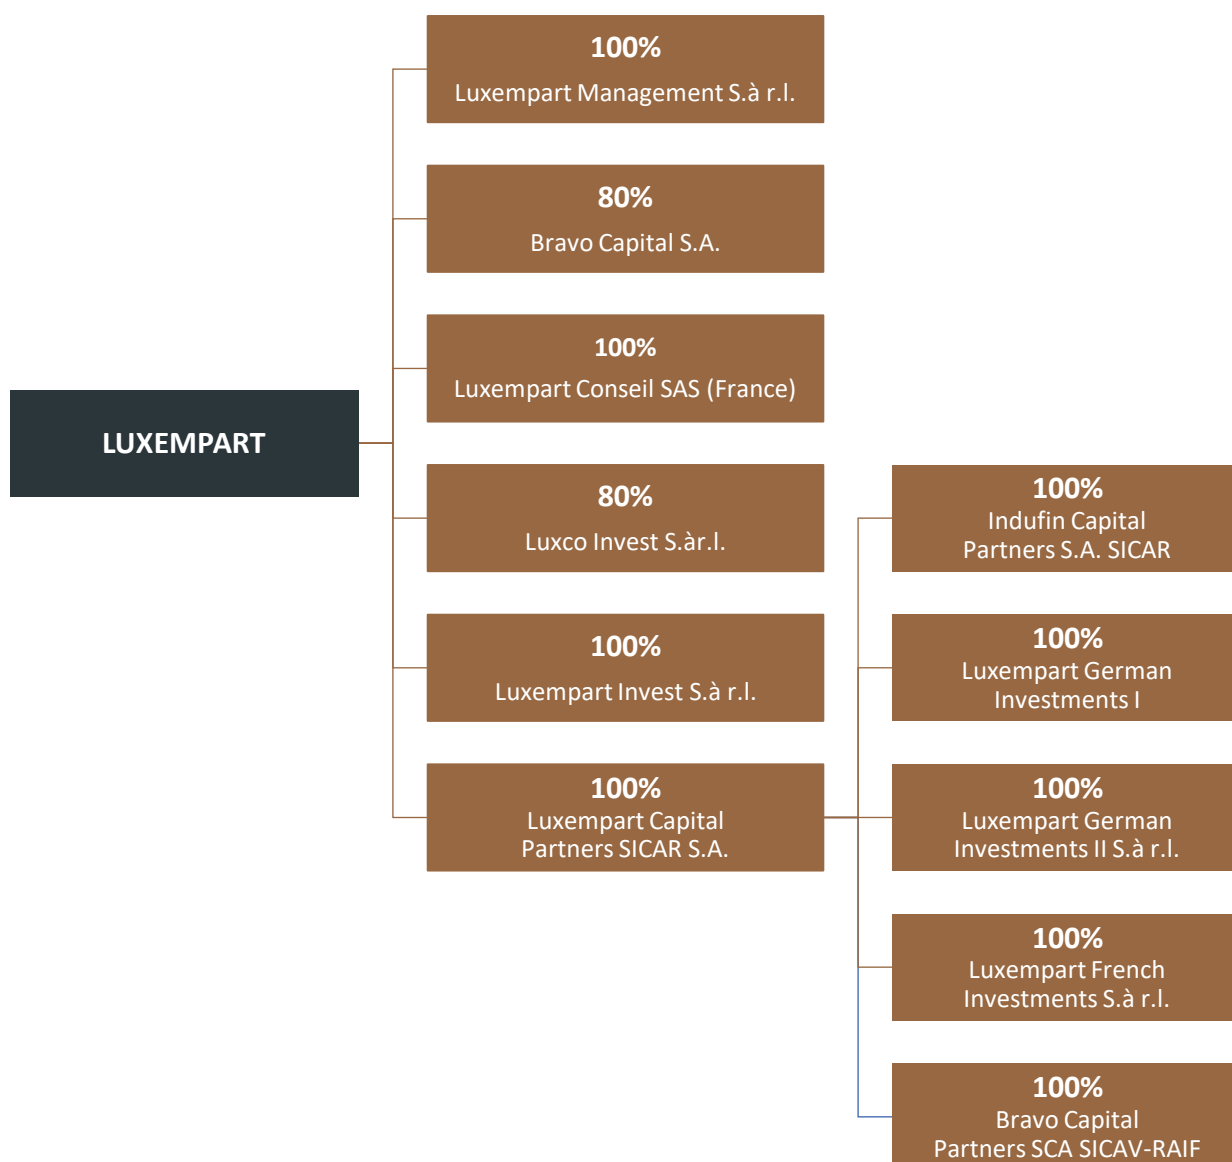 100%
Luxempart Management S.à r.l.
80%
Bravo Capital S.A.
100%
Luxempart Conseil SAS (France)
LUXEMPART
80%
Luxco Invest S.àr.l.
100%
Luxempart Invest S.à r.l.
100%
Luxempart Capital
Partners SICAR S.A.
100%
Indufin Capital
Partners S.A. SICAR
100%
Luxempart German
Investments I
100%
Luxempart German
Investments II S.à r.l.
100%
Luxempart French
Investments S.à r.l.
100%
Bravo Capital
Partners SCA SICAV-RAIF